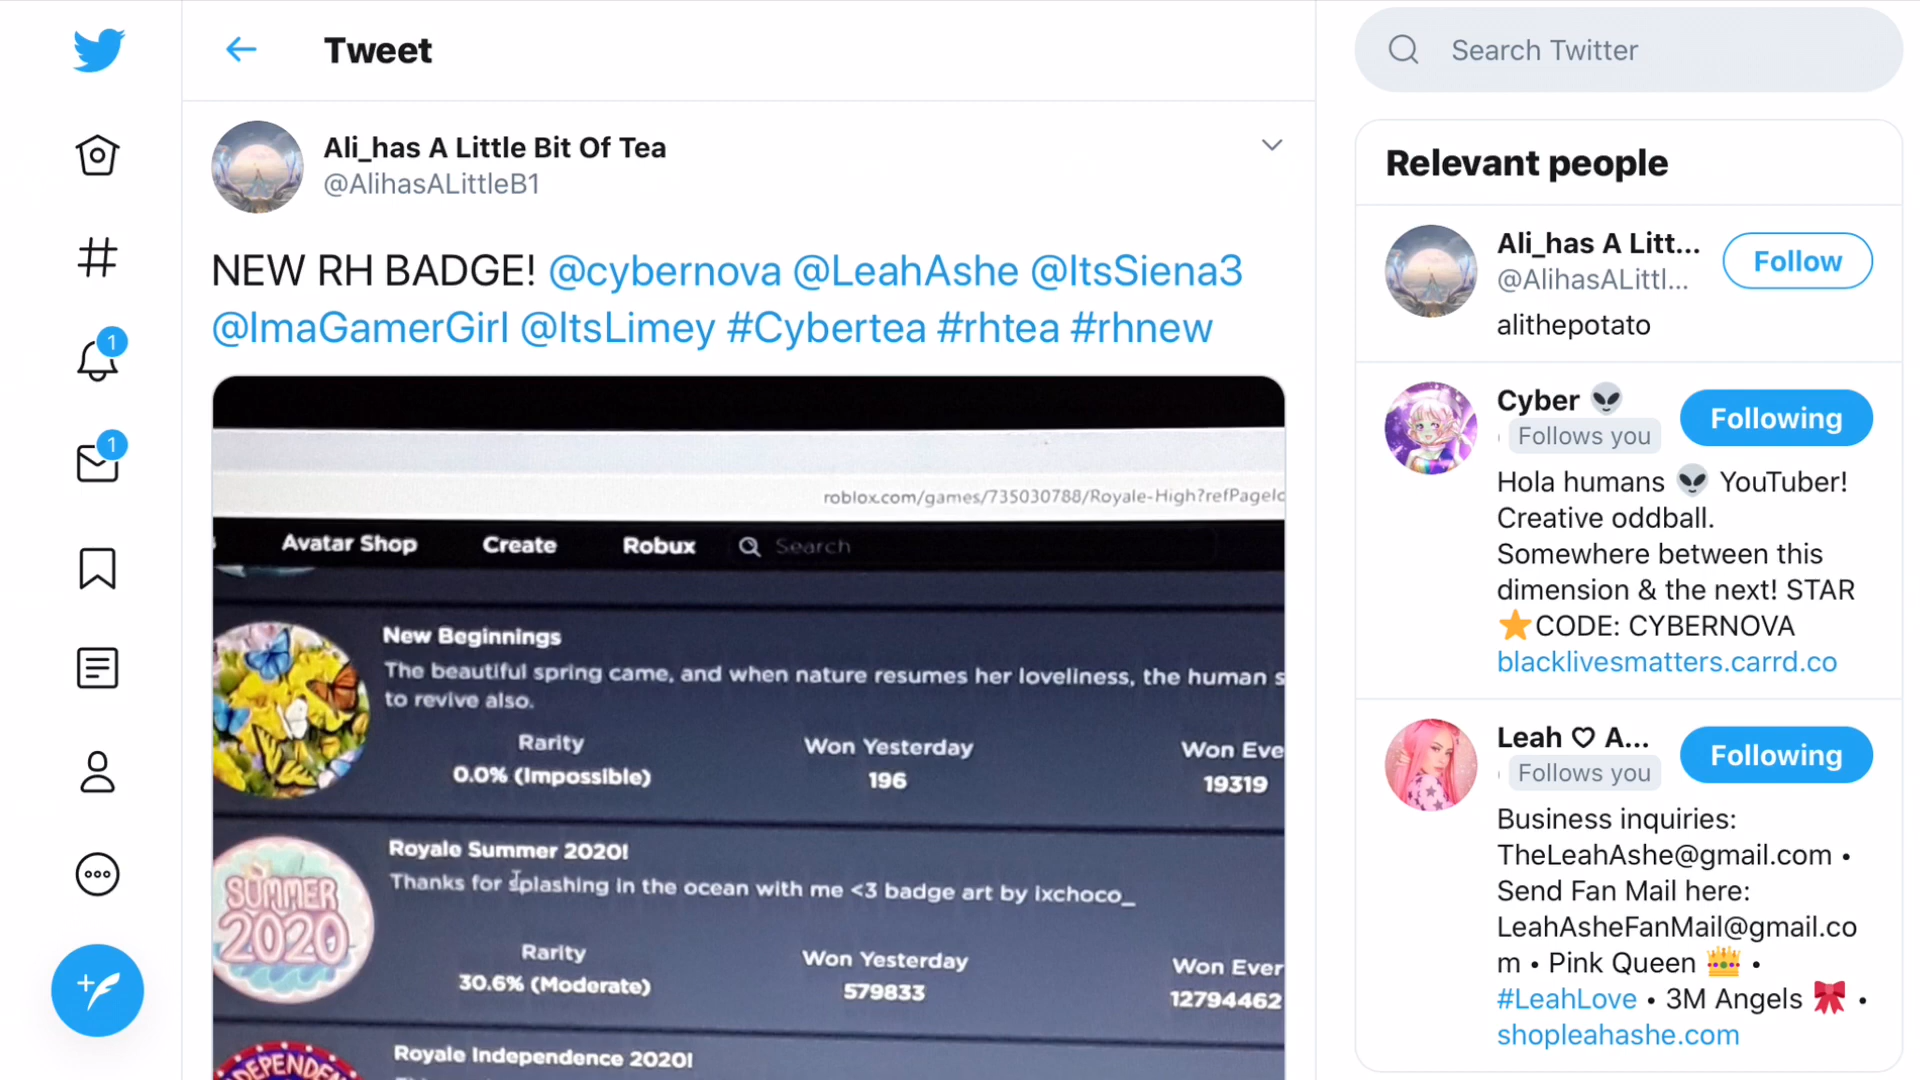 Tweet
Search Twitter
Ali_has A Little Bit Of Tea
@AlihasALittleB1
NEW RH BADGE! @cybernova @LeahAshe @ItsSiena3
@ImaGamerGirl @ItsLimey #Cybertea #rhtea #rhnew
roblox.com/games/735030788/Royale-High?refPageId
Avatar Shop Create Robux Search
New Beginnings
The beautiful spring came, and when nature resumes her loveliness, the human s
to revive also.
Rarity Won Yesterday Won Eve
0.0% (Impossible) 196 19319
SUMMER
2020
Royale Summer 2020!
Thanks for splashing in the ocean with me <3 badge art by ixchoco_
Rarity Won Yesterday Won Ever
30.6% (Moderate) 579833 12794462
Royale Independence 2020!
1
1
Relevant people
Ali_has A Litt...
@AlihasALittl...
Follow
alithepotato
Cyber 👽
Follows you
Following
Hola humans 👽 YouTuber!
Creative oddball.
Somewhere between this
dimension & the next! STAR
⭐CODE: CYBERNOVA
blacklivesmatters.carrd.co
Leah ♡ A...
Follows you
Following
Business inquiries:
TheLeahAshe@gmail.com •
Send Fan Mail here:
LeahAsheFanMail@gmail.co
m • Pink Queen 👑 •
#LeahLove • 3M Angels 🎀 •
shopleahashe.com